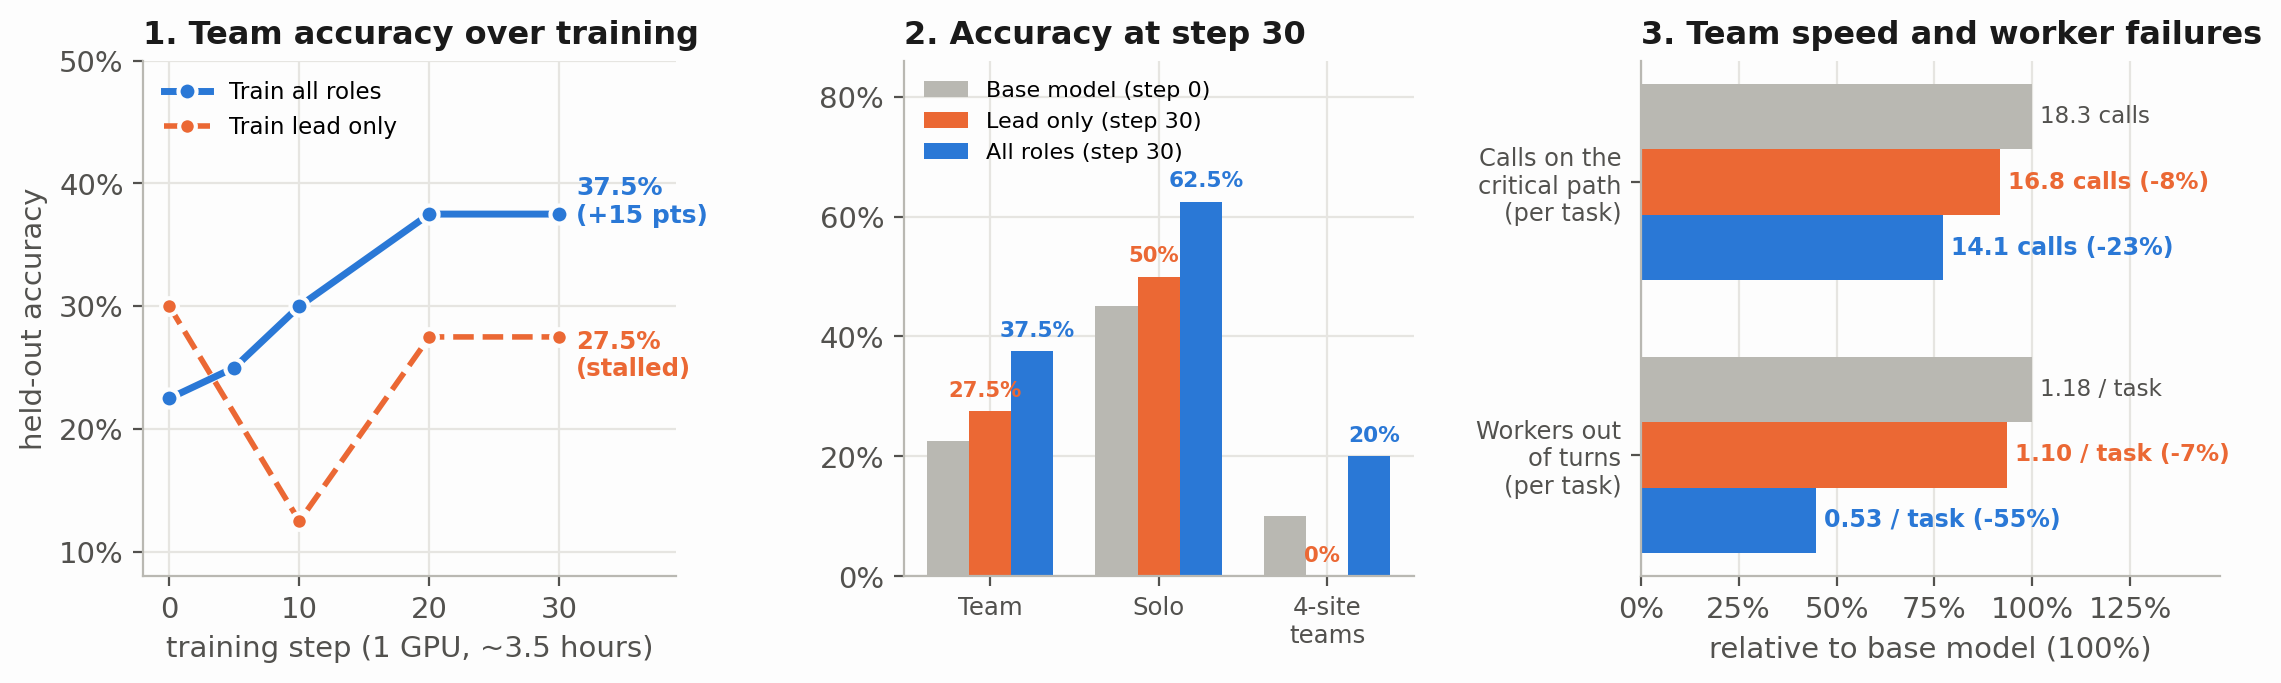 1. Team accuracy over training
50%
40%
30%
20%
10%
held-out accuracy
Train all roles
Train lead only
37.5%
(+15 pts)
27.5%
(stalled)
0 10 20 30
training step (1 GPU, ~3.5 hours)
2. Accuracy at step 30
80%
60%
40%
20%
0%
Base model (step 0)
Lead only (step 30)
All roles (step 30)
27.5%
37.5%
50%
62.5%
0%
20%
Team Solo 4-site
teams
3. Team speed and worker failures
Calls on the
critical path
(per task)
18.3 calls
16.8 calls (-8%)
14.1 calls (-23%)
Workers out
of turns
(per task)
1.18 / task
1.10 / task (-7%)
0.53 / task (-55%)
0% 25% 50% 75% 100% 125%
relative to base model (100%)